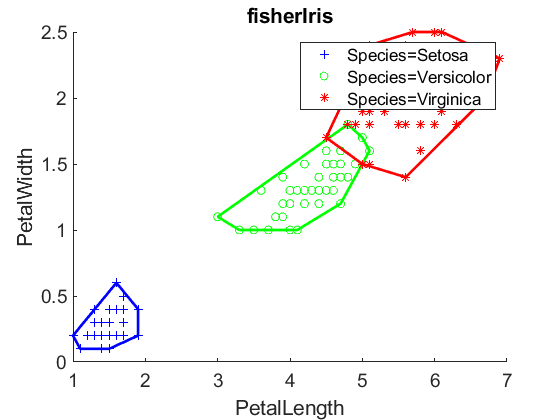 fisherIris
2.5
2
1.5
1
0.5
0
PetalWidth
Species=Setosa
Species=Versicolor
Species=Virginica
1
2
3
4
5
6
7
PetalLength